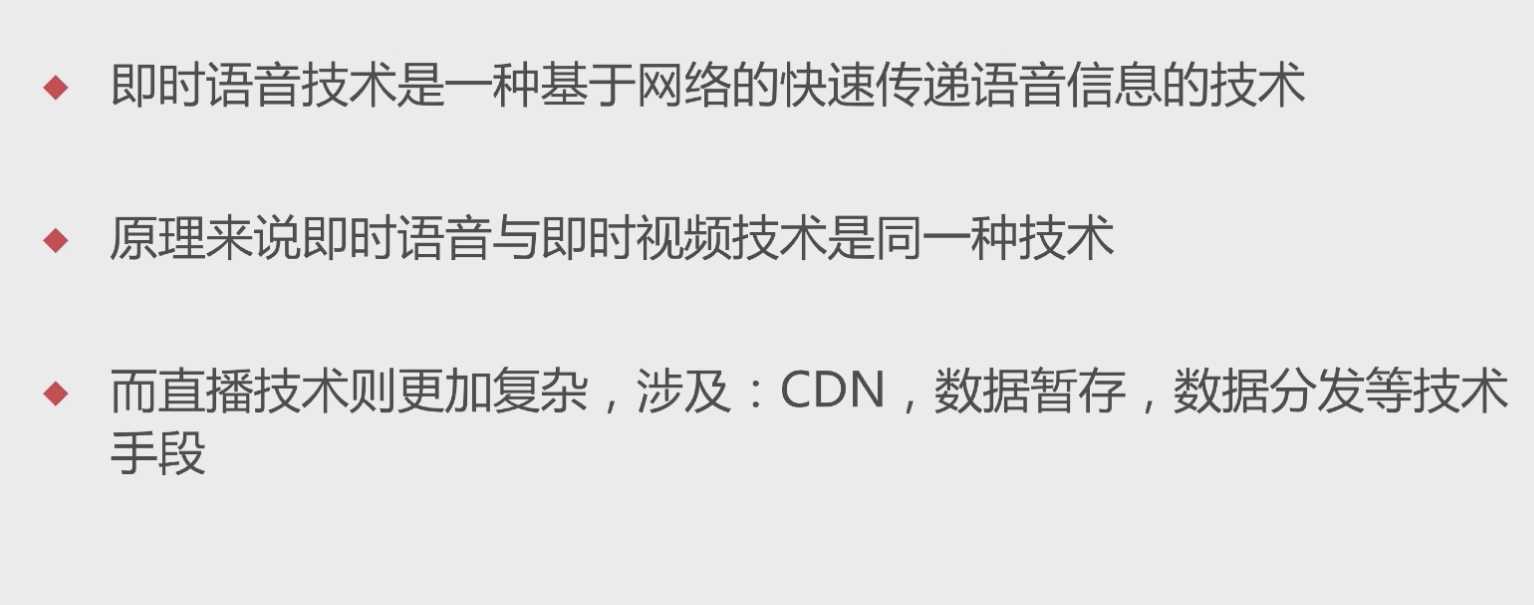 即时语音技术是一种基于网络的快速传递语音信息的技术
原理来说即时语音与即时视频技术是同一种技术
而直播技术则更加复杂，涉及：CDN，数据暂存，数据分发等技术
手段